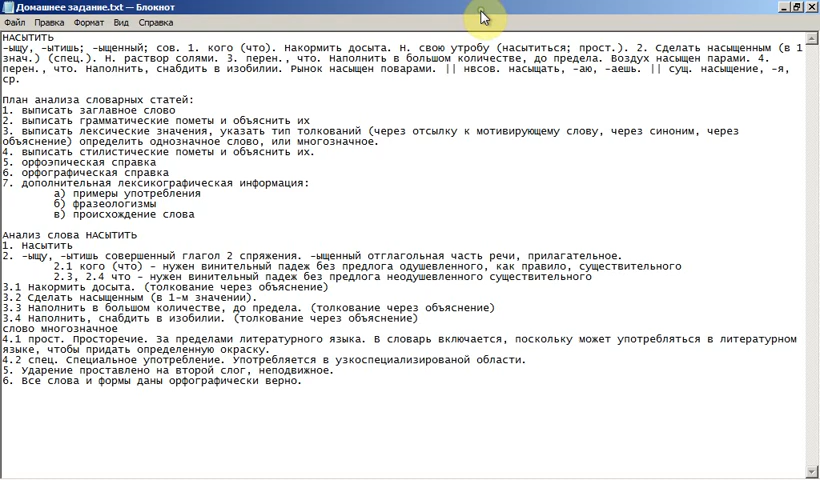 Домашнее задание.txt — Блокнот
Файл Правка Формат Вид Справка
НАСЫТИТЬ
-ыщу, -ытишь; -ыщенный; сов. 1. кого (что). Накормить досыта. Н. свою утробу (насытиться; прост.). 2. Сделать насыщенным (в 1
знач.) (спец.). Н. раствор солями. 3. перен., что. Наполнить в большом количестве, до предела. Воздух насыщен парами. 4.
перен., что. Наполнить, снабдить в изобилии. Рынок насыщен поварами. || нвсов. насыщать, -аю, -аешь. || сущ. насыщение, -я,
ср.
План анализа словарных статей:
1. выписать заглавное слово
2. выписать грамматические пометы и объяснить их
3. выписать лексические значения, указать тип толкований (через отсылку к мотивирующему слову, через синоним, через
объяснение) определить однозначное слово, или многозначное.
4. выписать стилистические пометы и объяснить их.
5. орфоэпическая справка
6. орфографическая справка
7. дополнительная лексикографическая информация:
а) примеры употребления
б) фразеологизмы
в) происхождение слова
Анализ слова НАСЫТИТЬ
1. Насытить
2. -ыщу, -ытишь совершенный глагол 2 спряжения. -ыщенный отглагольная часть речи, прилагательное.
2.1 кого (что) - нужен винительный падеж без предлога одушевленного, как правило, существительного
2.3, 2.4 что - нужен винительный падеж без предлога неодушевленного существительного
3.1 Накормить досыта. (толкование через объяснение)
3.2 Сделать насыщенным (в 1-м значении).
3.3 Наполнить в большом количестве, до предела. (толкование через объяснение)
3.4 Наполнить, снабдить в изобилии. (толкование через объяснение)
слово многозначное
4.1 прост. Просторечие. За пределами литературного языка. В словарь включается, поскольку может употребляться в литературном
языке, чтобы придать определенную окраску.
4.2 спец. Специальное употребление. Употребляется в узкоспециализированой области.
5. Ударение проставлено на второй слог, неподвижное.
6. Все слова и формы даны орфографически верно.